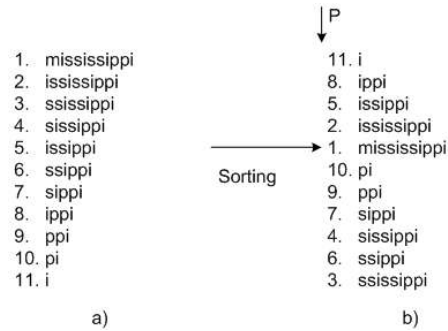 P
1. mississippi
2. ississippi
3. ssissippi
4. sissippi
5. issippi
6. ssippi
7. sippi
8. ippi
9. ppi
10. pi
11. i
a)
Sorting
11. i
8. ippi
5. issippi
2. ississippi
1. mississippi
10. pi
9. ppi
7. sippi
4. sissippi
6. ssippi
3. ssissippi
b)